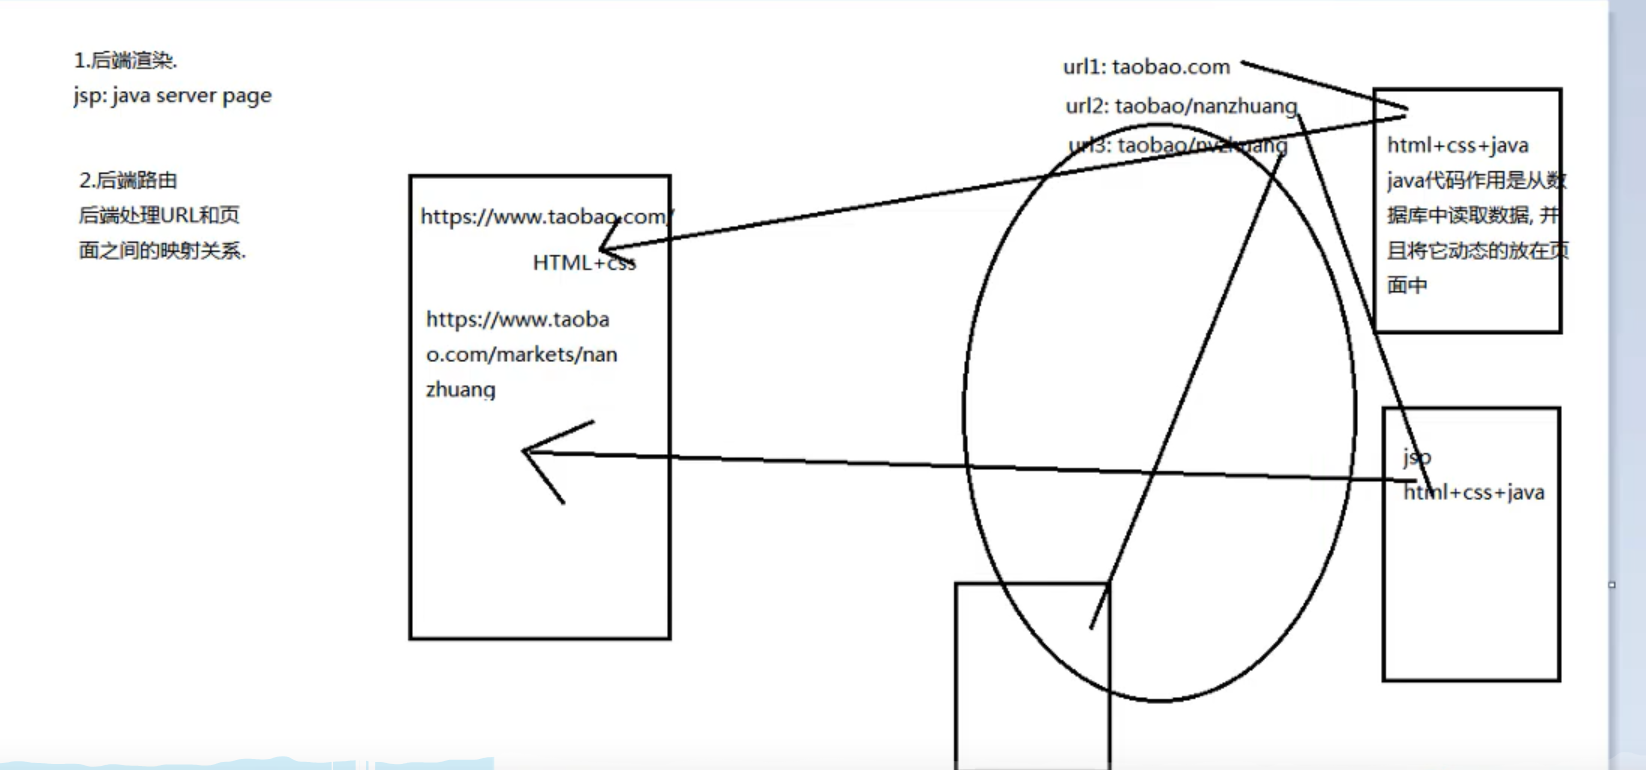 1.后端渲染.
jsp: java server page
2.后端路由
后端处理URL和页
面之间的映射关系.
https://www.taobao.com/
HTML+css
https://www.taoba
o.com/markets/nan
zhuang
url1: taobao.com
url2: taobao/nanzhuang
url3: taobao/nvzhuang
html+css+java
java代码作用是从数
据库中读取数据, 并
且将它动态的放在页
面中
jsp
html+css+java